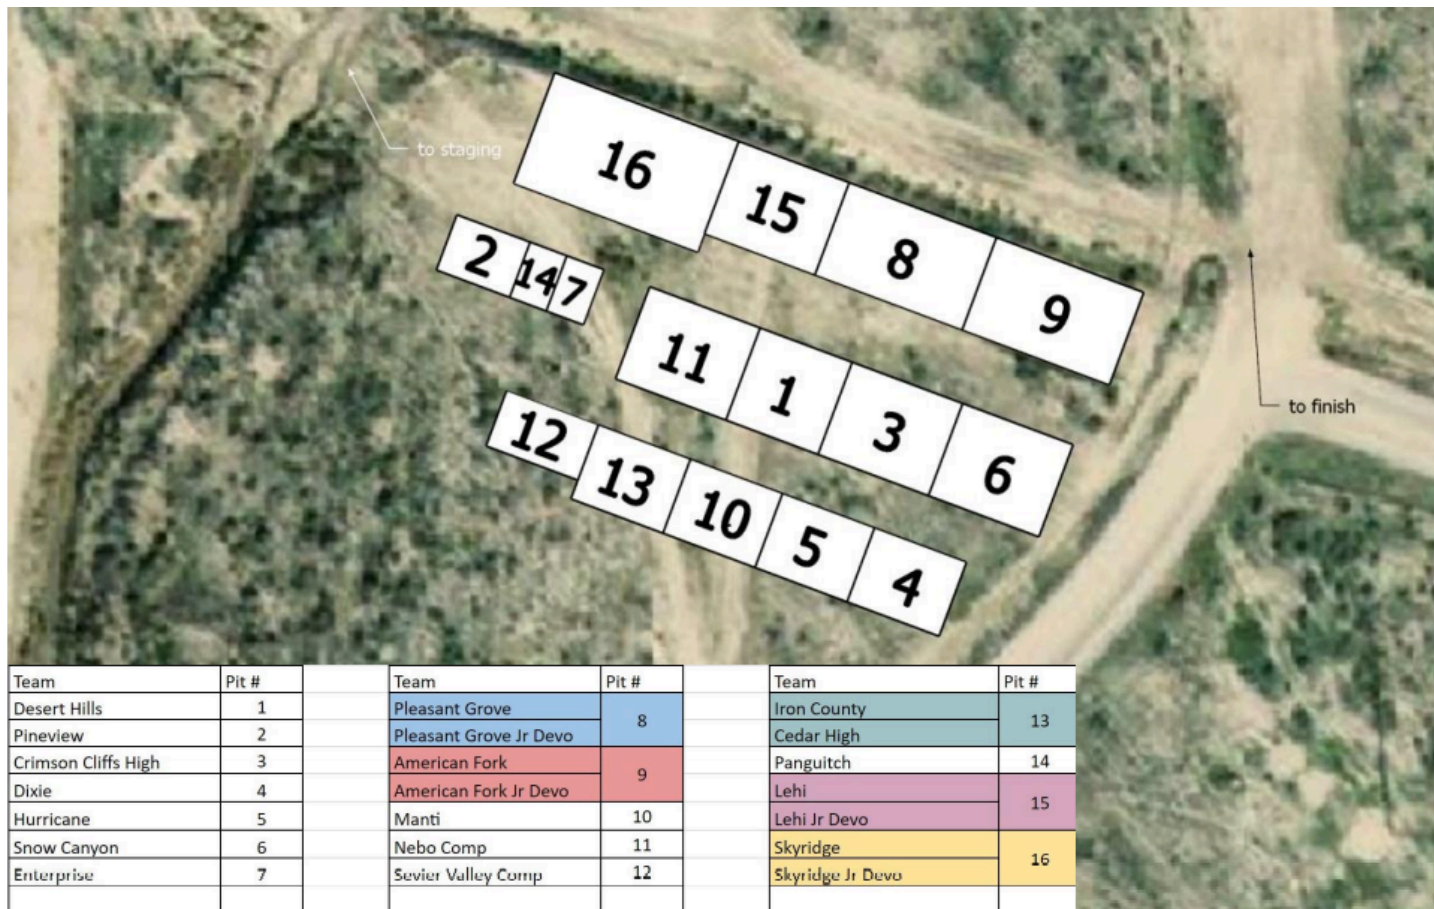 to staging
16
15
8
9
2
14
7
11
1
3
6
12
13
10
5
4
to finish
Team Pit #
Desert Hills 1
Pineview 2
Crimson Cliffs High 3
Dixie 4
Hurricane 5
Snow Canyon 6
Enterprise 7
Team Pit #
Pleasant Grove
8
Pleasant Grove Jr Devo
American Fork
9
American Fork Jr Devo
Manti 10
Nebo Comp 11
Sevier Valley Comp 12
Team Pit #
Iron County
13
Cedar High
Panguitch 14
Lehi
15
Lehi Jr Devo
Skyridge
16
Skyridge Jr Devo